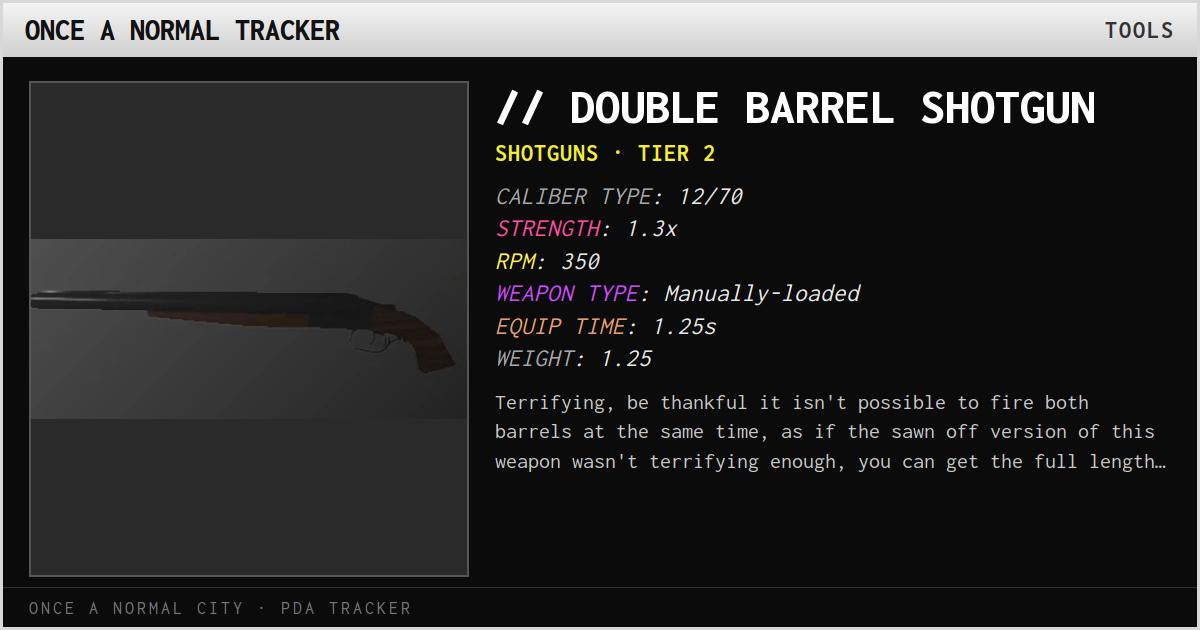 ONCE A NORMAL TRACKER
TOOLS
// DOUBLE BARREL SHOTGUN
SHOTGUNS · TIER 2
CALIBER TYPE: 12/70
STRENGTH: 1.3x
RPM: 350
WEAPON TYPE: Manually-loaded
EQUIP TIME: 1.25s
WEIGHT: 1.25
Terrifying, be thankful it isn't possible to fire both
barrels at the same time, as if the sawn off version of this
weapon wasn't terrifying enough, you can get the full length…
ONCE A NORMAL CITY · PDA TRACKER